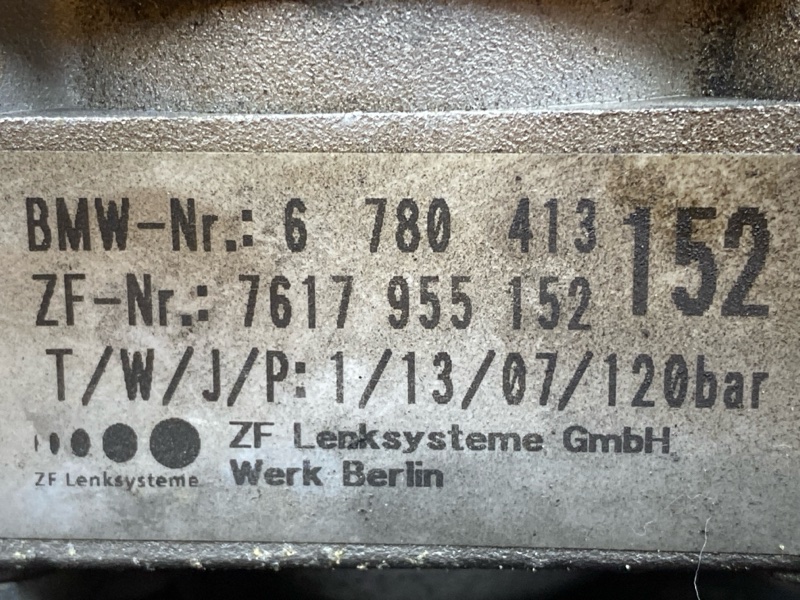 BMW-Nr.: 6 780 413 152
ZF-Nr.: 7617 955 152
T/W/J/P: 1/13/07/120bar
ZF Lenksysteme GmbH
ZF Lenksysteme Werk Berlin